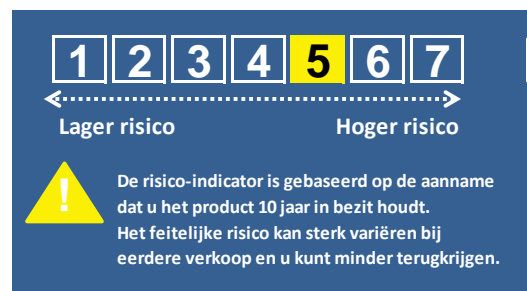 1 2 3 4 5 6 7
Lager risico Hoger risico
!
De risico-indicator is gebaseerd op de aanname
dat u het product 10 jaar in bezit houdt.
Het feitelijke risico kan sterk variëren bij
eerdere verkoop en u kunt minder terugkrijgen.